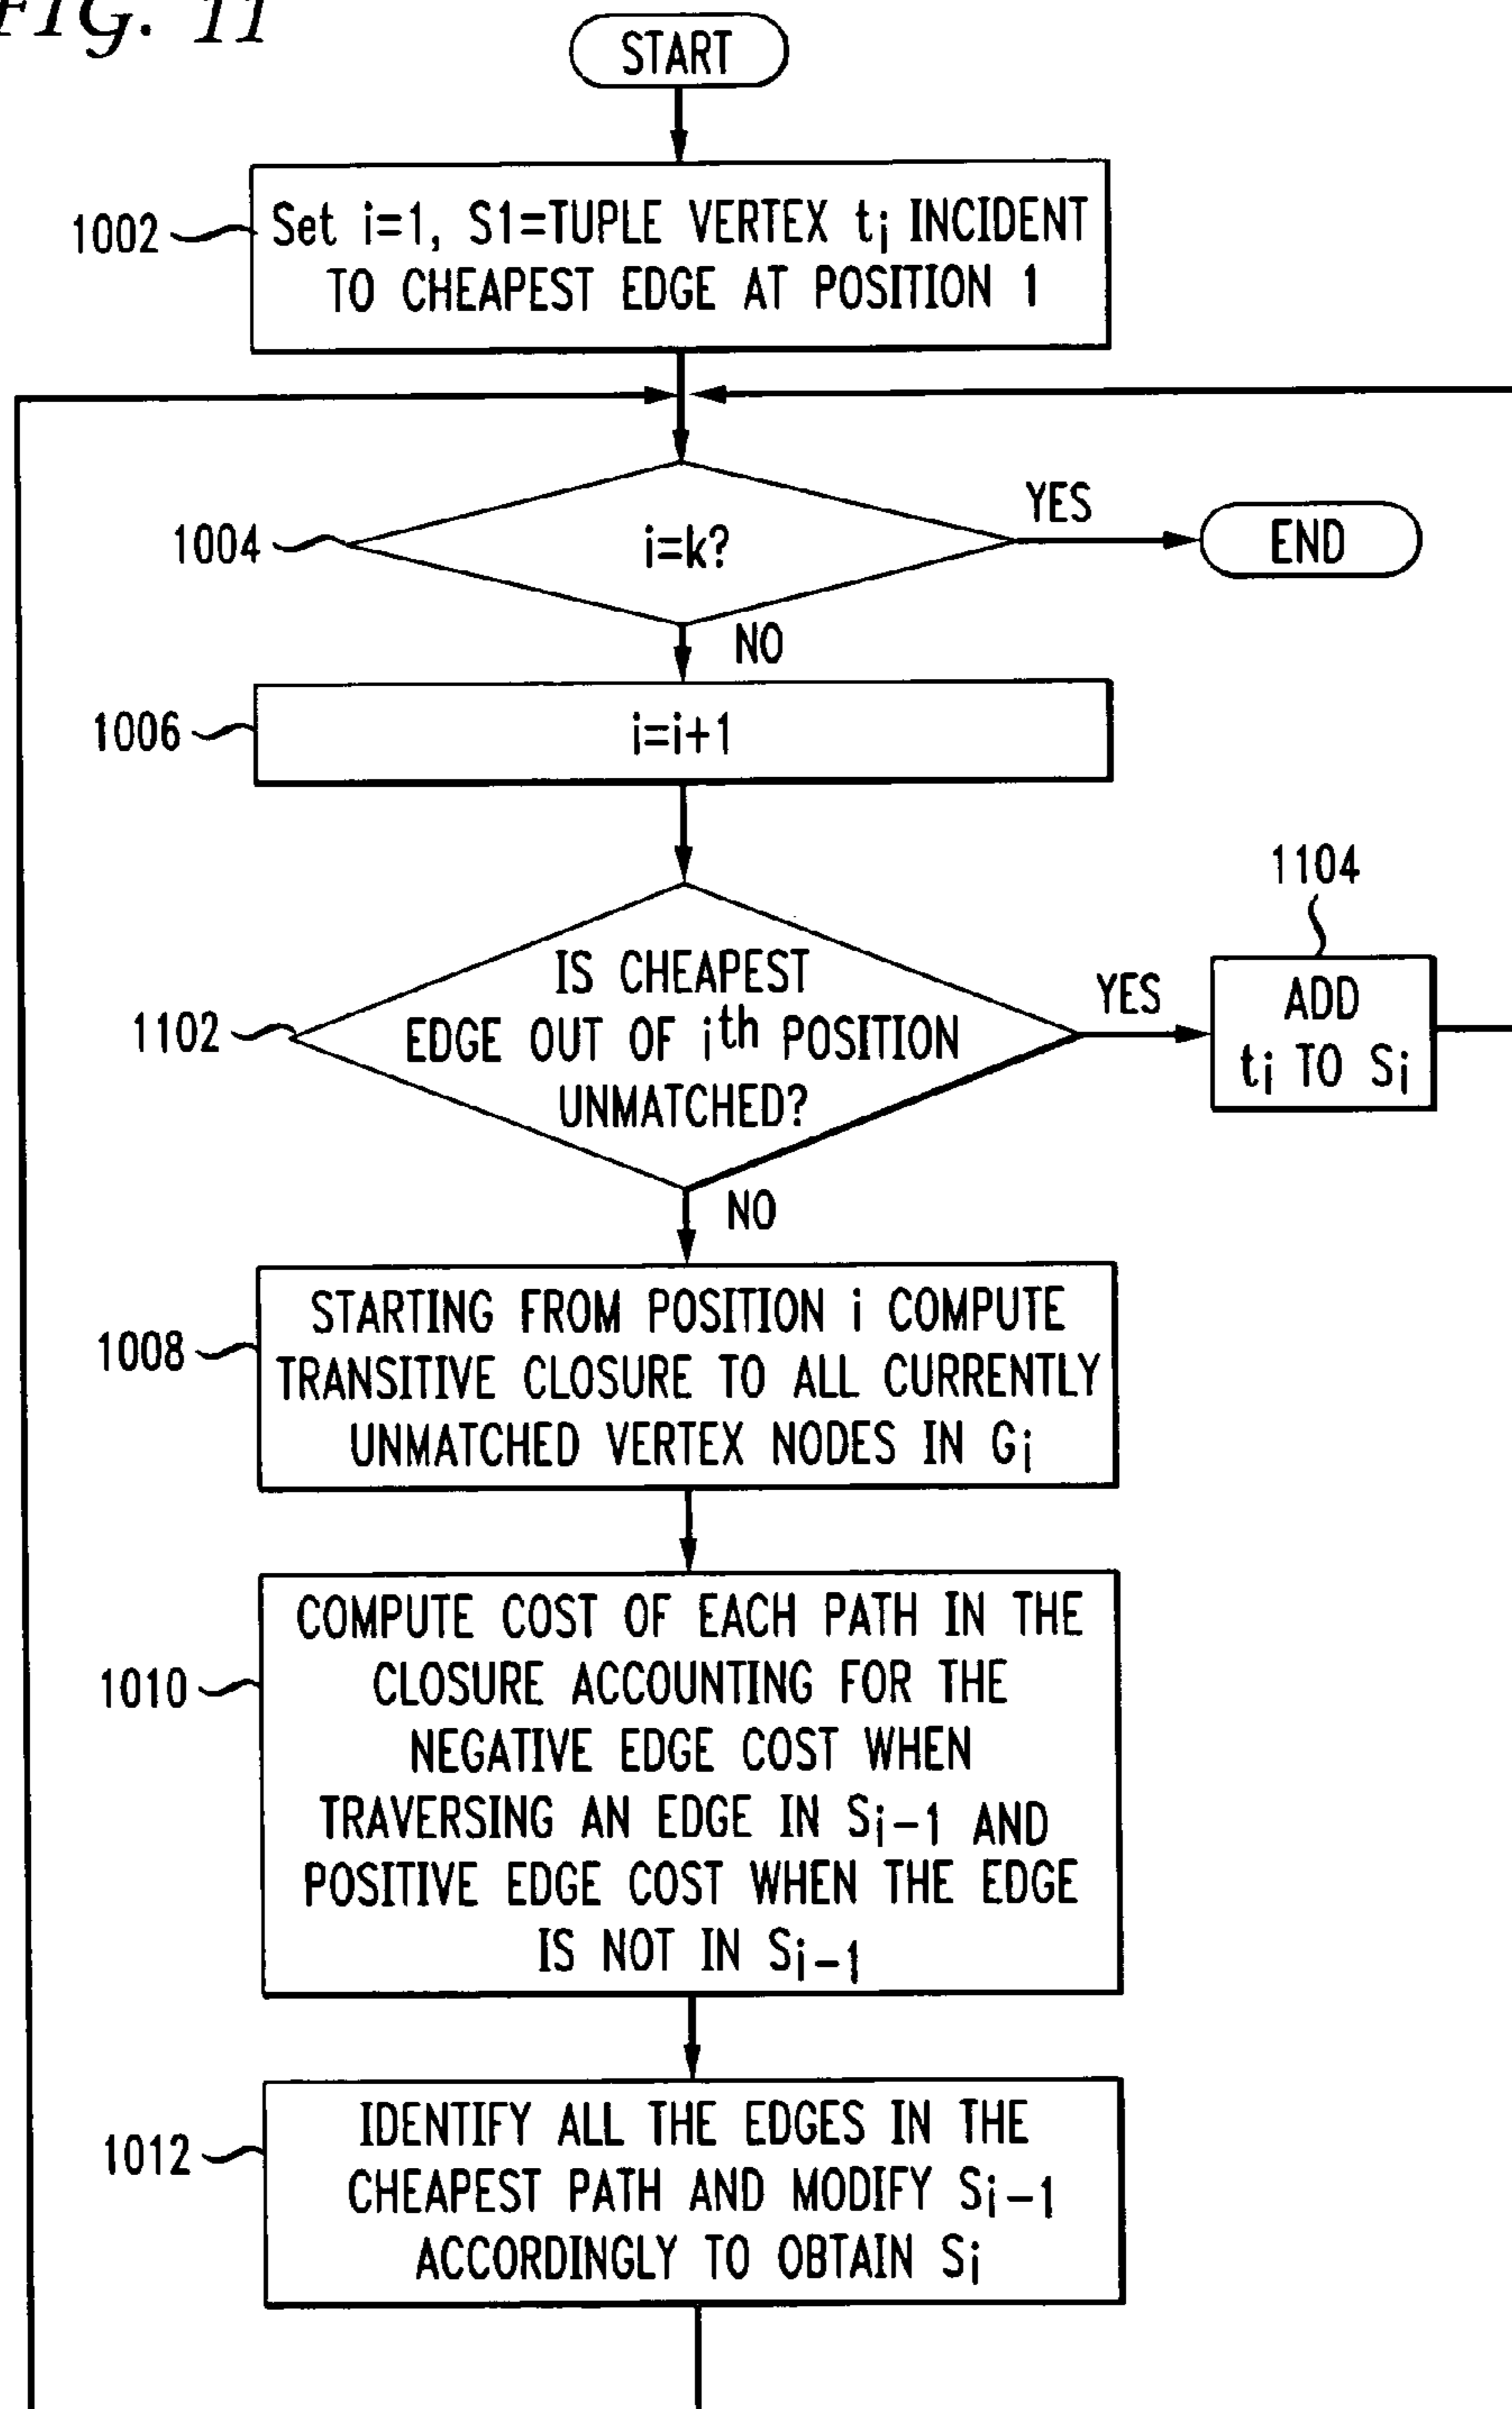 FIG. 11
START
1002
Set i=1, S1=TUPLE VERTEX ti INCIDENT
TO CHEAPEST EDGE AT POSITION 1
1004
i=k?
YES
END
NO
1006
i=i+1
1104
1102
IS CHEAPEST
EDGE OUT OF ith POSITION
UNMATCHED?
YES
ADD
ti TO Si
NO
1008
STARTING FROM POSITION i COMPUTE
TRANSITIVE CLOSURE TO ALL CURRENTLY
UNMATCHED VERTEX NODES IN Gi
1010
COMPUTE COST OF EACH PATH IN THE
CLOSURE ACCOUNTING FOR THE
NEGATIVE EDGE COST WHEN
TRAVERSING AN EDGE IN Si-1 AND
POSITIVE EDGE COST WHEN THE EDGE
IS NOT IN Si-1
1012
IDENTIFY ALL THE EDGES IN THE
CHEAPEST PATH AND MODIFY Si-1
ACCORDINGLY TO OBTAIN Si